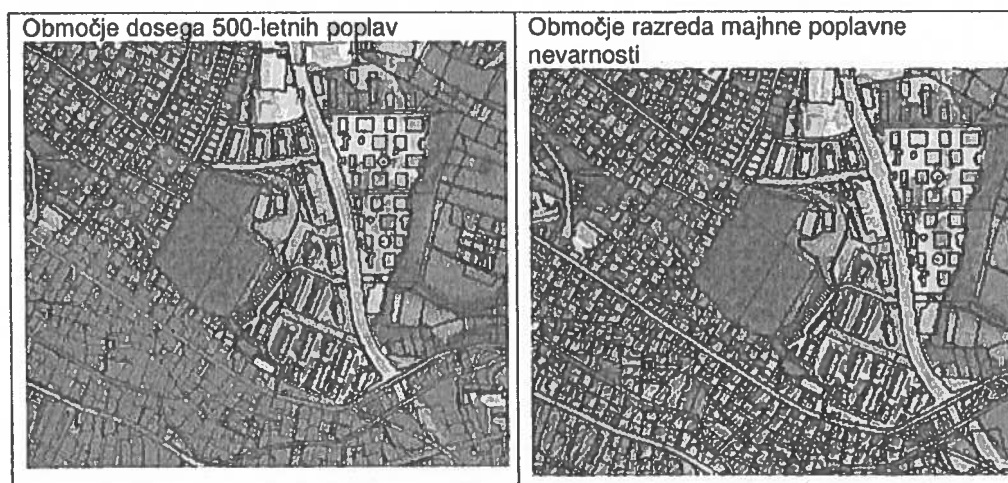 Območje dosega 500-letnih poplav
Območje razreda majhne poplavne
nevarnosti